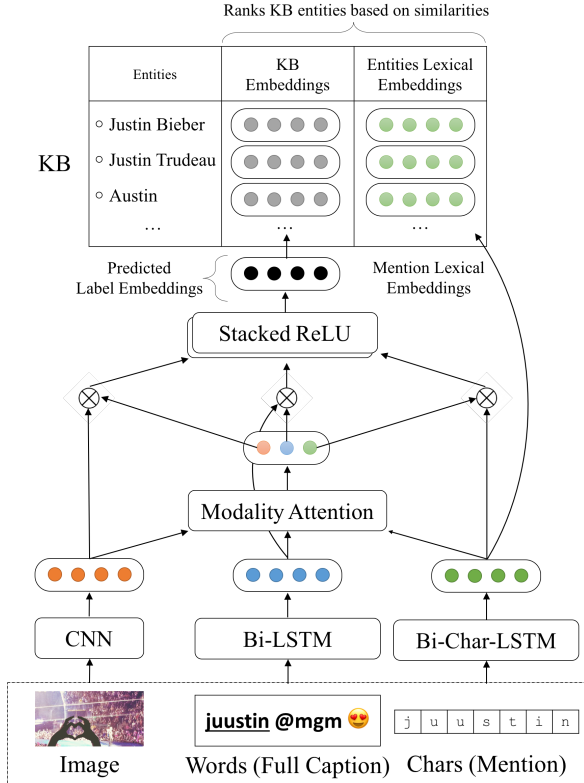 Ranks KB entities based on similarities
Entities
KB
Embeddings
Entities Lexical
Embeddings
KB
Justin Bieber
Justin Trudeau
Austin
... ... ...
Predicted
Label Embeddings
Mention Lexical
Embeddings
Stacked ReLU
Modality Attention
CNN
Bi-LSTM
Bi-Char-LSTM
juustin @mgm 😍
j u u s t i n
Image
Words (Full Caption)
Chars (Mention)